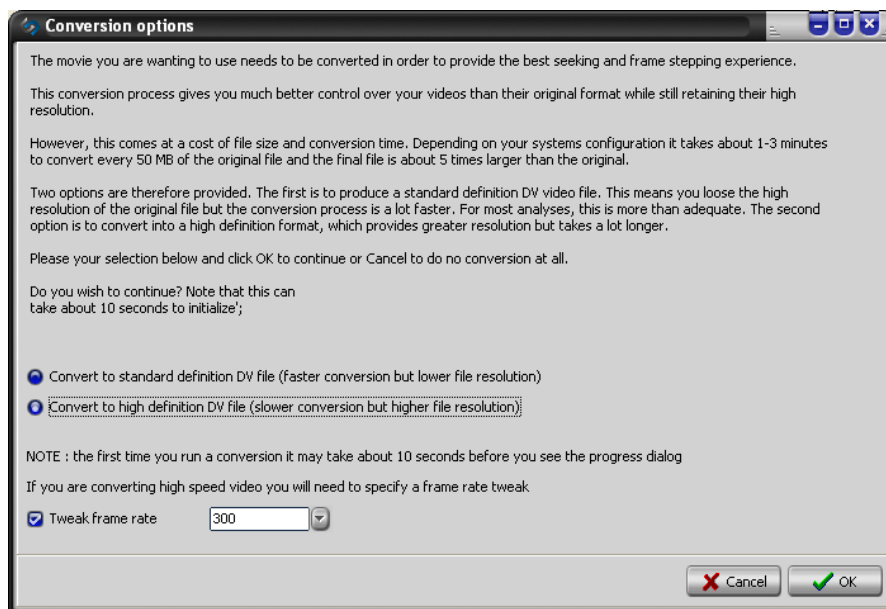 Conversion options
The movie you are wanting to use needs to be converted in order to provide the best seeking and frame stepping experience.
This conversion process gives you much better control over your videos than their original format while still retaining their high
resolution.
However, this comes at a cost of file size and conversion time. Depending on your systems configuration it takes about 1-3 minutes
to convert every 50 MB of the original file and the final file is about 5 times larger than the original.
Two options are therefore provided. The first is to produce a standard definition DV video file. This means you loose the high
resolution of the original file but the conversion process is a lot faster. For most analyses, this is more than adequate. The second
option is to convert into a high definition format, which provides greater resolution but takes a lot longer.
Please your selection below and click OK to continue or Cancel to do no conversion at all.
Do you wish to continue? Note that this can
take about 10 seconds to initialize';
Convert to standard definition DV file (faster conversion but lower file resolution)
Convert to high definition DV file (slower conversion but higher file resolution)
NOTE : the first time you run a conversion it may take about 10 seconds before you see the progress dialog
If you are converting high speed video you will need to specify a frame rate tweak
Tweak frame rate 300
Cancel OK